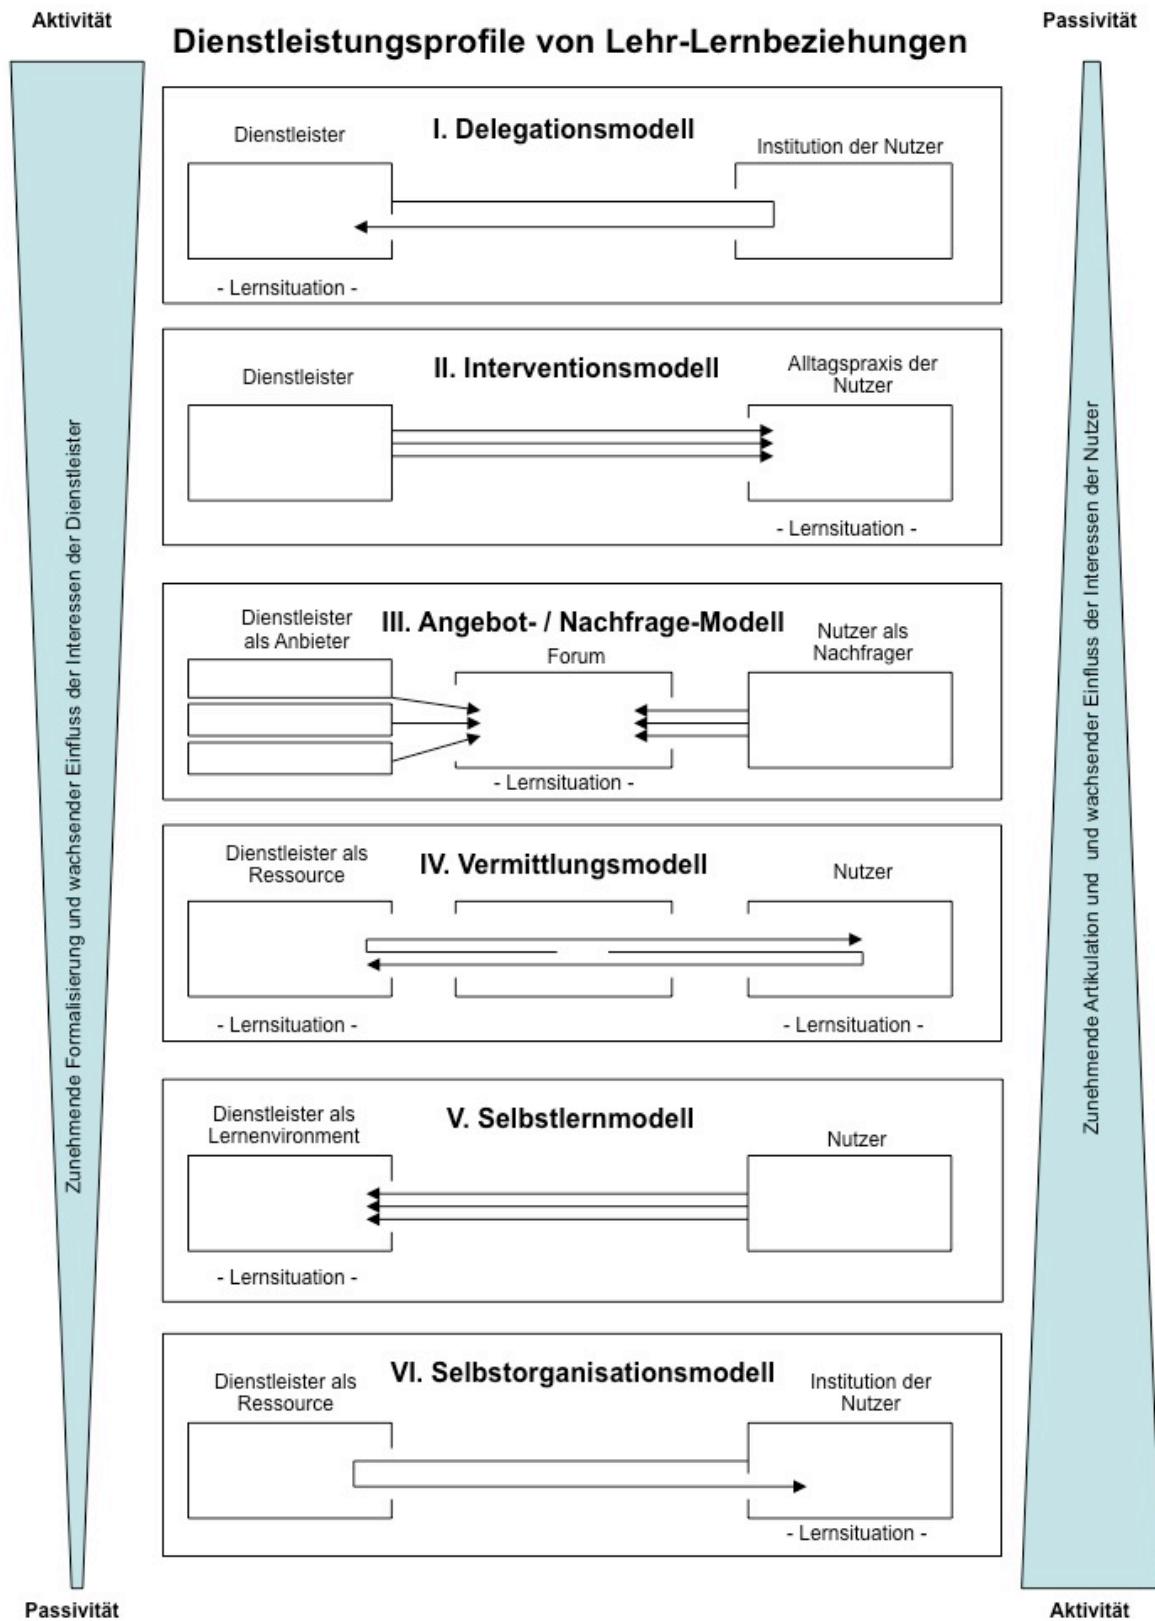 Aktivität
Passivität
Dienstleistungsprofile von Lehr-Lernbeziehungen
I. Delegationsmodell
Dienstleister
Institution der Nutzer
- Lernsituation -
II. Interventionsmodell
Dienstleister
Alltagspraxis der
Nutzer
- Lernsituation -
III. Angebot- / Nachfrage-Modell
Dienstleister
als Anbieter
Forum
Nutzer als
Nachfrager
- Lernsituation -
IV. Vermittlungsmodell
Dienstleister als
Ressource
Nutzer
- Lernsituation -
- Lernsituation -
V. Selbstlernmodell
Dienstleister als
Lernenvironment
Nutzer
- Lernsituation -
VI. Selbstorganisationsmodell
Dienstleister als
Ressource
Institution der
Nutzer
- Lernsituation -
Zunehmende Formalisierung und wachsender Einfluss der Interessen der Dienstleister
Zunehmende Artikulation und und wachsender Einfluss der Interessen der Nutzer
Passivität
Aktivität